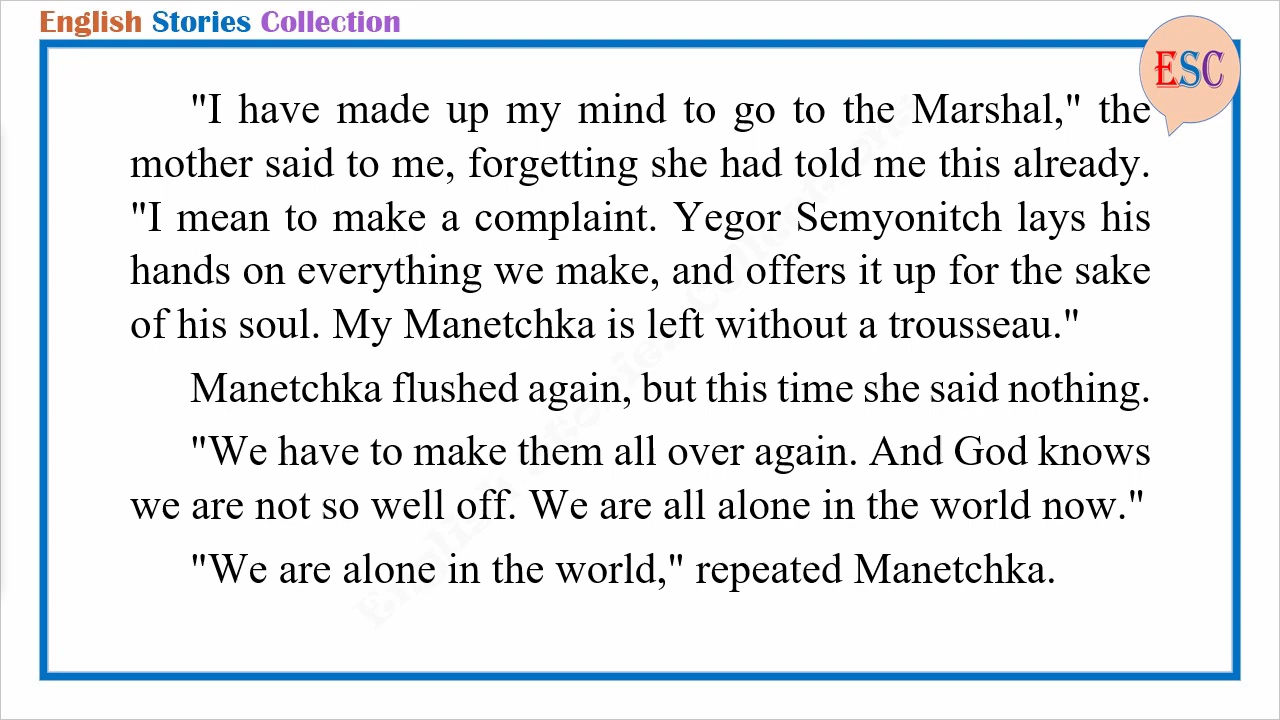 English Stories Collection
ESC
"I have made up my mind to go to the Marshal," the
mother said to me, forgetting she had told me this already.
"I mean to make a complaint. Yegor Semyonitch lays his
hands on everything we make, and offers it up for the sake
of his soul. My Manetchka is left without a trousseau."
Manetchka flushed again, but this time she said nothing.
"We have to make them all over again. And God knows
we are not so well off. We are all alone in the world now."
"We are alone in the world," repeated Manetchka.